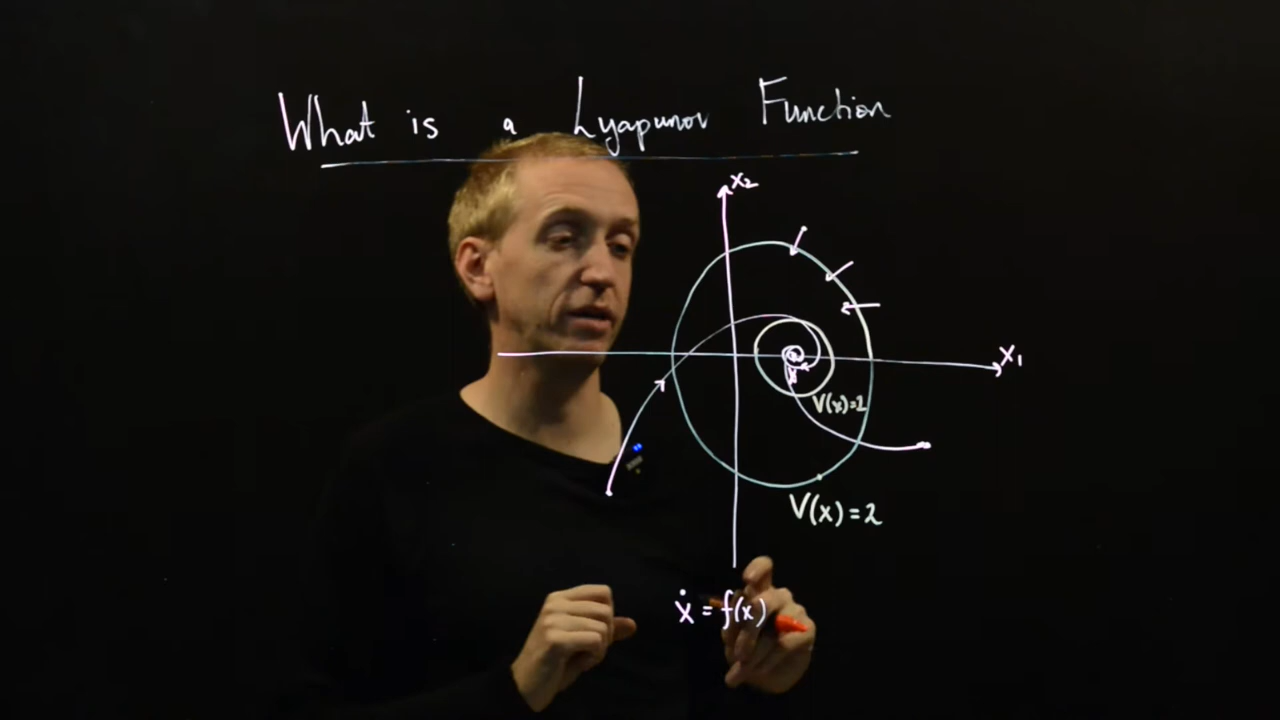 What is a Lyapunov Function
x₂
x₁
V(x)=2
V(x)=2
ẋ = f(x)